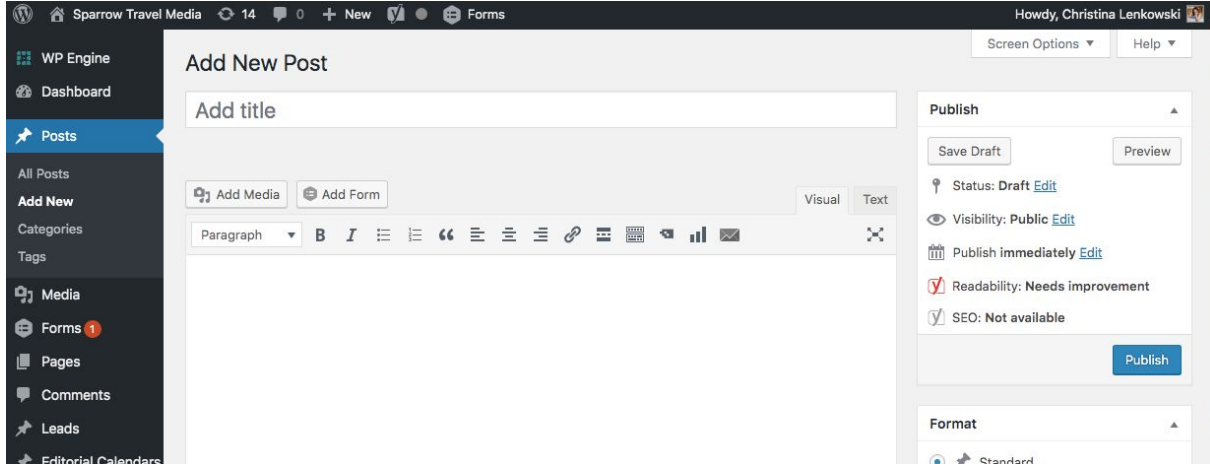 Sparrow Travel Media 14 0 + New Forms Howdy, Christina Lenkowski
Screen Options Help
WP Engine
Dashboard
Posts
All Posts
Add New
Categories
Tags
Media
Forms 1
Pages
Comments
Leads
Editorial Calendars
Add New Post
Add title
Add Media Add Form
Visual Text
Paragraph B I
Publish
Save Draft Preview
Status: Draft Edit
Visibility: Public Edit
Publish immediately Edit
Readability: Needs improvement
SEO: Not available
Publish
Format
Standard